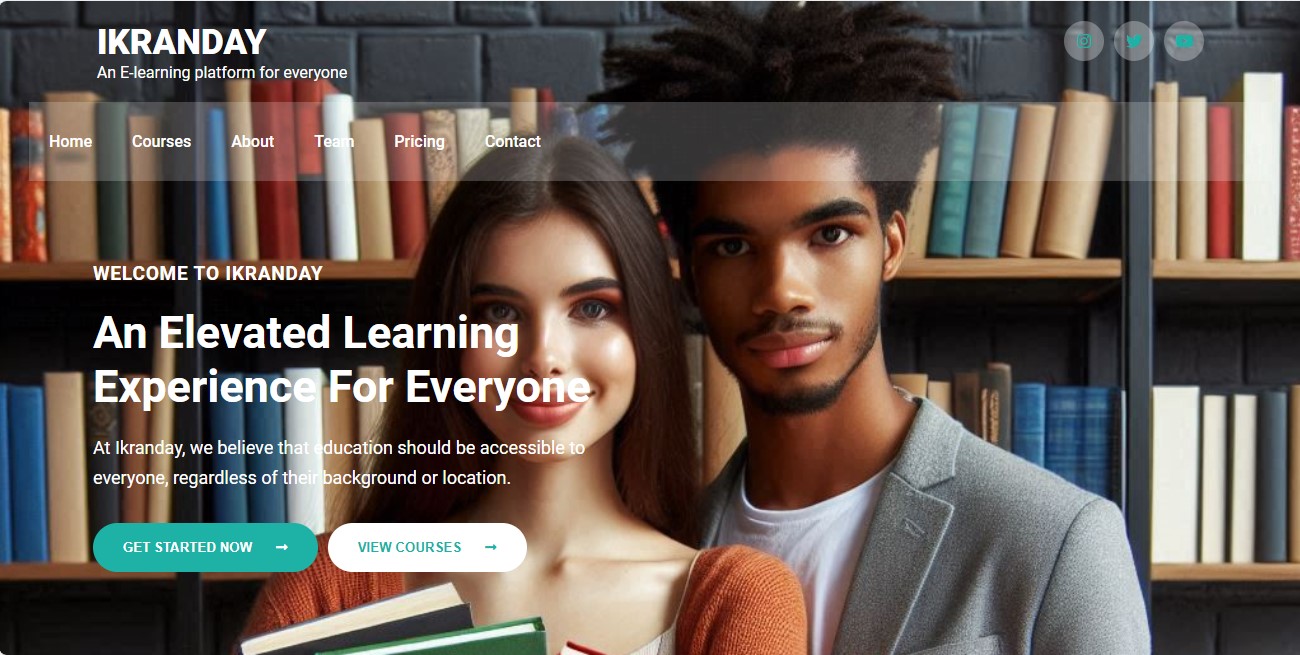 IKRANDAY
An E-learning platform for everyone
Home Courses About Team Pricing Contact
WELCOME TO IKRANDAY
An Elevated Learning
Experience For Everyone
At Ikranday, we believe that education should be accessible to
everyone, regardless of their background or location.
GET STARTED NOW → VIEW COURSES →